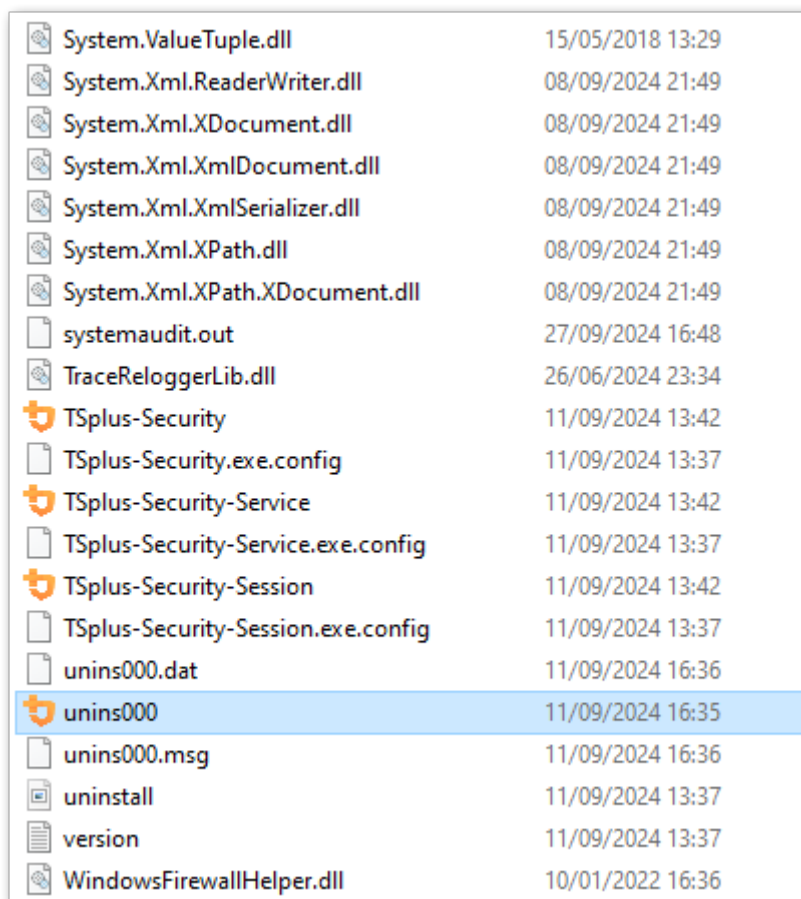 System.ValueTuple.dll 15/05/2018 13:29
System.Xml.ReaderWriter.dll 08/09/2024 21:49
System.Xml.XDocument.dll 08/09/2024 21:49
System.Xml.XmlDocument.dll 08/09/2024 21:49
System.Xml.XmlSerializer.dll 08/09/2024 21:49
System.Xml.XPath.dll 08/09/2024 21:49
System.Xml.XPath.XDocument.dll 08/09/2024 21:49
systemaudit.out 27/09/2024 16:48
TraceReloggerLib.dll 26/06/2024 23:34
TSplus-Security 11/09/2024 13:42
TSplus-Security.exe.config 11/09/2024 13:37
TSplus-Security-Service 11/09/2024 13:42
TSplus-Security-Service.exe.config 11/09/2024 13:37
TSplus-Security-Session 11/09/2024 13:42
TSplus-Security-Session.exe.config 11/09/2024 13:37
unins000.dat 11/09/2024 16:36
unins000 11/09/2024 16:35
unins000.msg 11/09/2024 16:36
uninstall 11/09/2024 13:37
version 11/09/2024 13:37
WindowsFirewallHelper.dll 10/01/2022 16:36